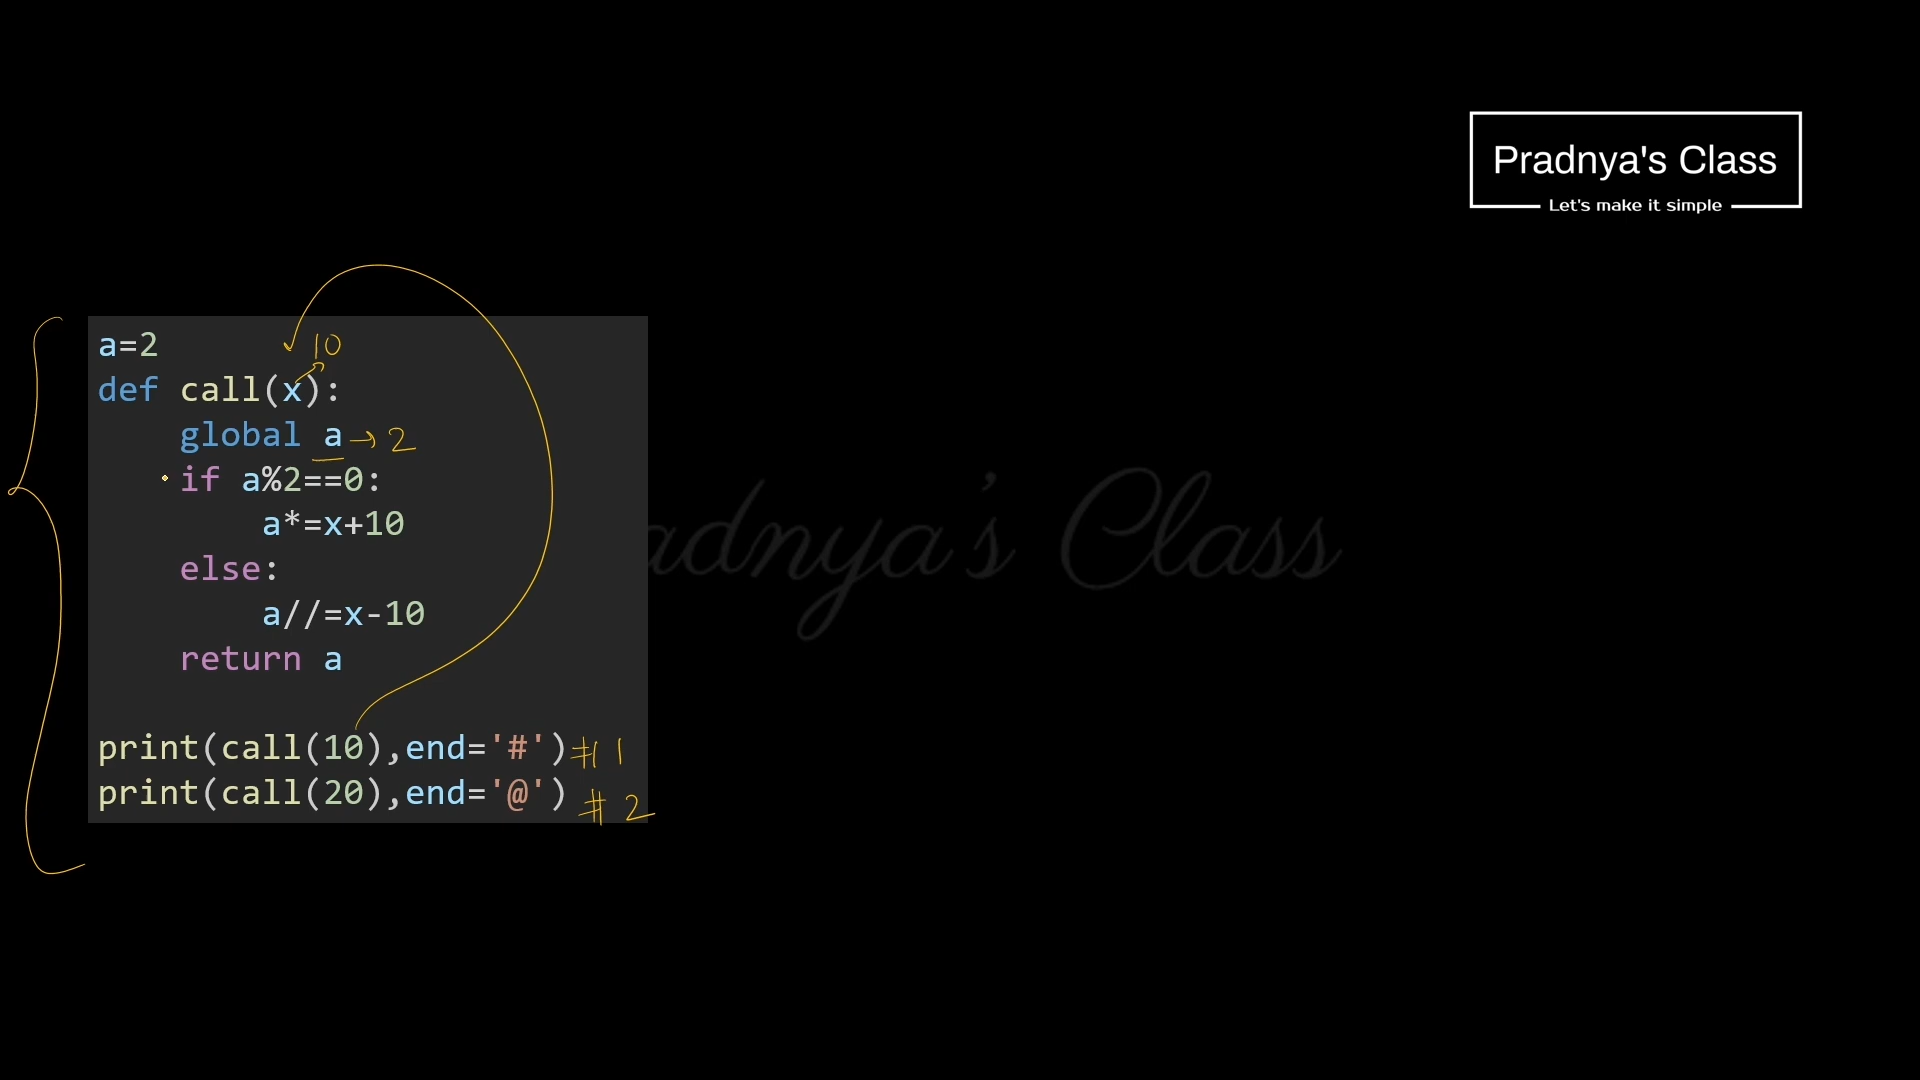 Pradnya's Class
Let's make it simple
a=2
10
def call(x):
    global a → 2
    if a%2==0:
        a*=x+10
    else:
        a//=x-10
    return a
adnya's Class
print(call(10),end='#') # 1
print(call(20),end='@') # 2